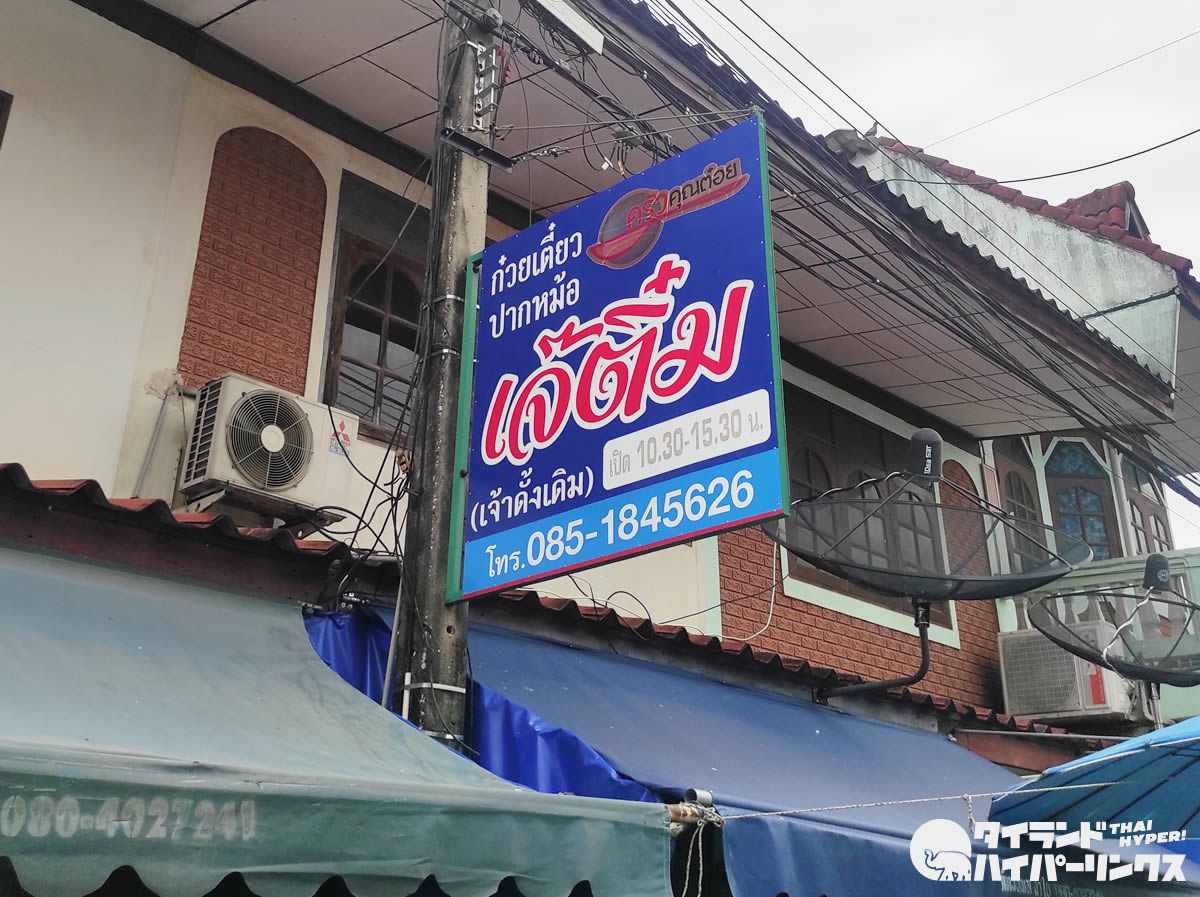 ครัวคุณต๋อย
ก๋วยเตี๋ยว
ปากหม้อ
เจ๊ติ๋ม
(เจ้าดั้งเดิม)
เปิด 10.30-15.30 น.
โทร.085-1845626
IDEA SAT
080-4027241
タイランド THAI HYPER!
ハイパーリンクス